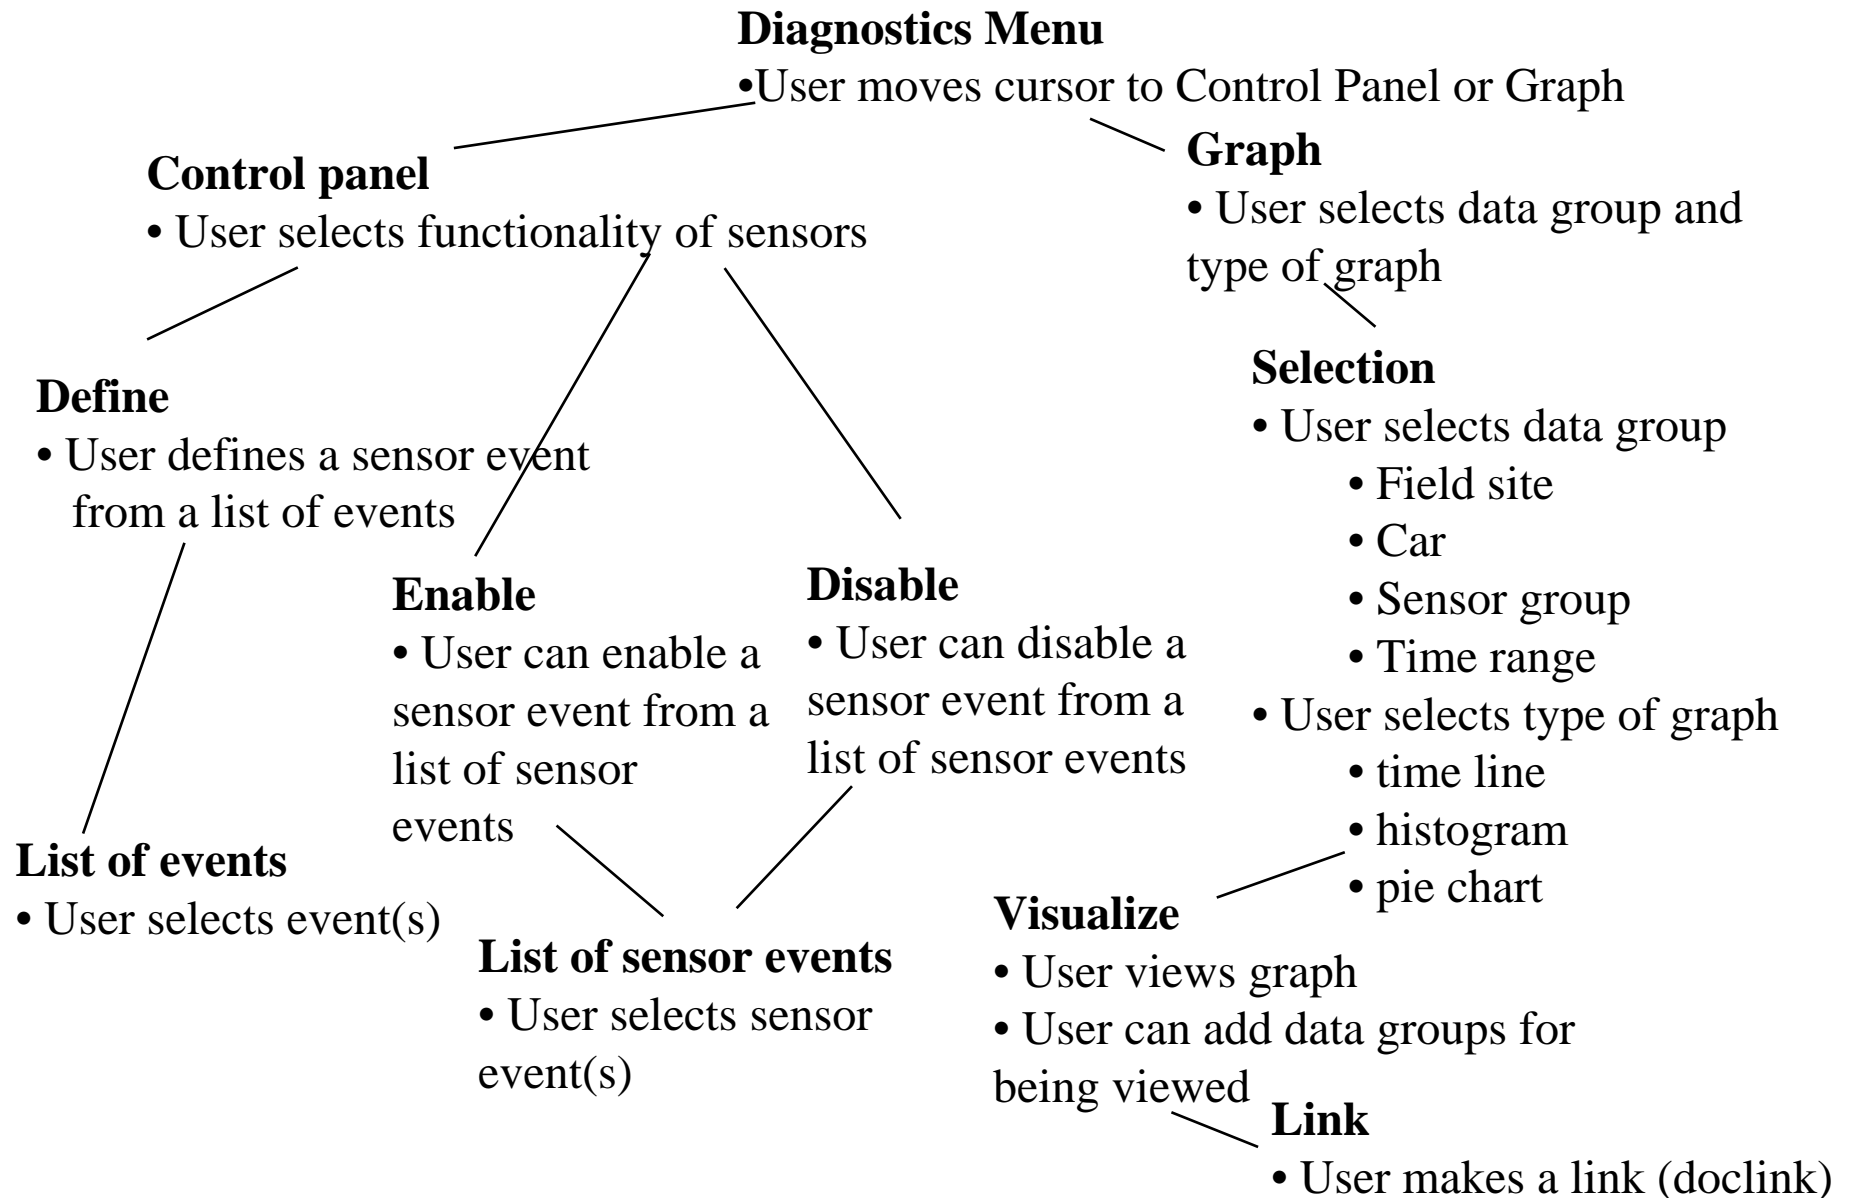 Diagnostics Menu
•User moves cursor to Control Panel or Graph
Control panel
• User selects functionality of sensors
Graph
• User selects data group and
type of graph
Define
• User defines a sensor event
from a list of events
Selection
• User selects data group
• Field site
• Car
• Sensor group
• Time range
• User selects type of graph
• time line
• histogram
• pie chart
Enable
• User can enable a
sensor event from a
list of sensor
events
Disable
• User can disable a
sensor event from a
list of sensor events
List of events
• User selects event(s)
List of sensor events
• User selects sensor
event(s)
Visualize
• User views graph
• User can add data groups for
being viewed
Link
• User makes a link (doclink)